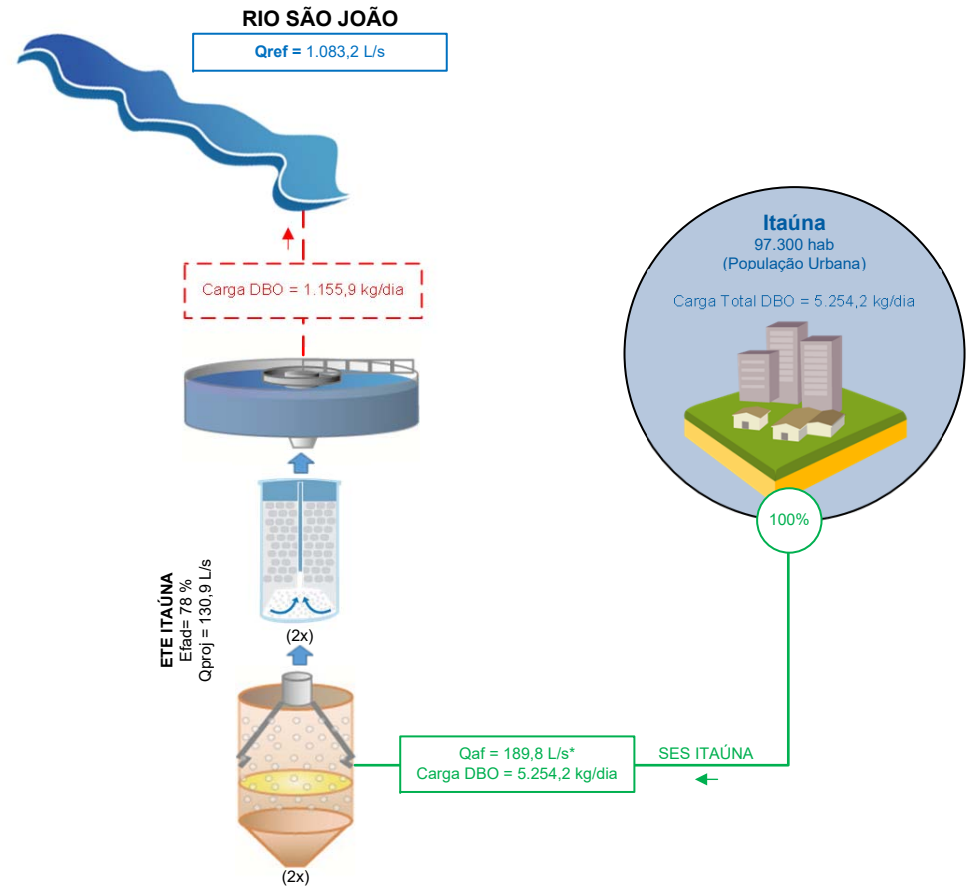 RIO SÃO JOÃO
Qref = 1.083,2 L/s
Carga DBO = 1.155,9 kg/dia
Itaúna
97.300 hab
(População Urbana)
Carga Total DBO = 5.254,2 kg/dia
100%
ETE ITAÚNA
Efad= 78 %
Qproj = 130,9 L/s
(2x)
Qaf = 189,8 L/s*
Carga DBO = 5.254,2 kg/dia
SES ITAÚNA
(2x)